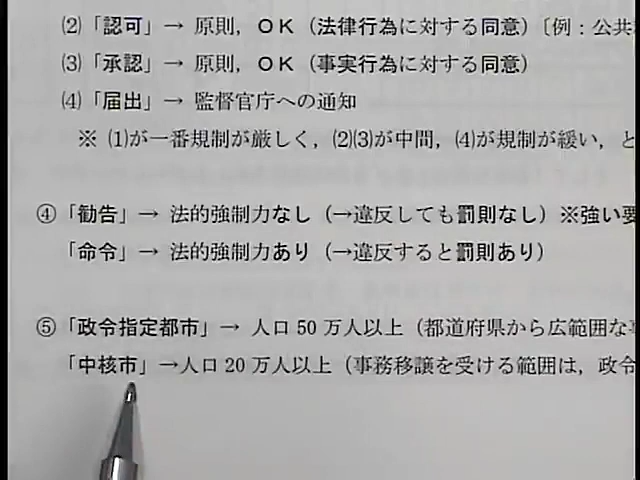 ⑵「認可」→ 原則，ＯＫ（法律行為に対する同意）〔例：公共
⑶「承認」→ 原則，ＯＫ（事実行為に対する同意）
⑷「届出」→ 監督官庁への通知
※ ⑴が一番規制が厳しく，⑵⑶が中間，⑷が規制が緩い，と
④「勧告」→ 法的強制力なし（→違反しても罰則なし）※強い要
「命令」→ 法的強制力あり（→違反すると罰則あり）
⑤「政令指定都市」→ 人口 50 万人以上（都道府県から広範囲な
「中核市」→人口 20 万人以上（事務移譲を受ける範囲は，政令